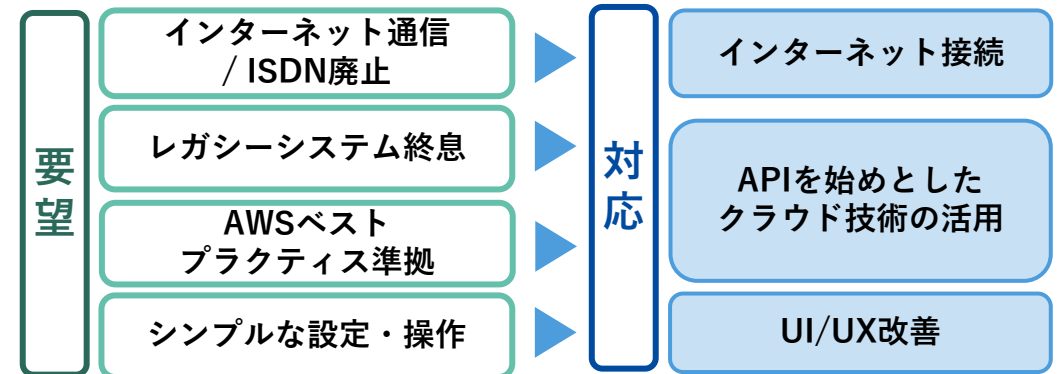 要望
インターネット通信
/ ISDN廃止
レガシーシステム終息
AWSベスト
プラクティス準拠
シンプルな設定・操作
対応
インターネット接続
APIを始めとした
クラウド技術の活用
UI/UX改善